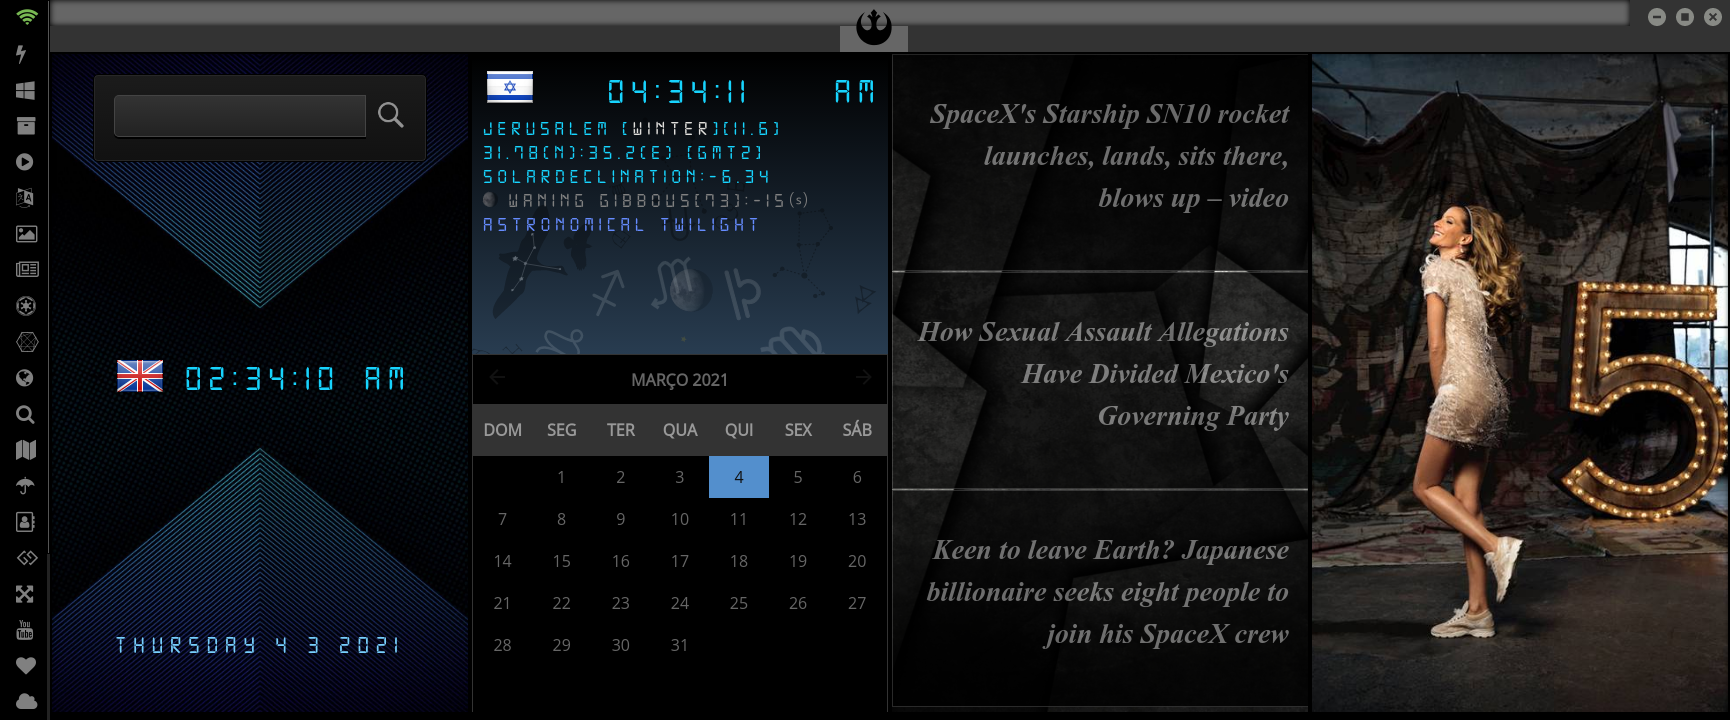 02:34:10 AM
THURSDAY 4 3 2021
04:34:11 AM
JERUSALEM (WINTER)(11.6)
31.78(N):35.2(E) (GMT2)
SOLARDECLINATION:-6.34
WANING GIBBOUS(73):-15(s)
ASTRONOMICAL TWILIGHT
MARÇO 2021
DOM SEG TER QUA QUI SEX SÁB
1 2 3 4 5 6
7 8 9 10 11 12 13
14 15 16 17 18 19 20
21 22 23 24 25 26 27
28 29 30 31
SpaceX's Starship SN10 rocket
launches, lands, sits there,
blows up – video
How Sexual Assault Allegations
Have Divided Mexico's
Governing Party
Keen to leave Earth? Japanese
billionaire seeks eight people to
join his SpaceX crew
5
You
Tube